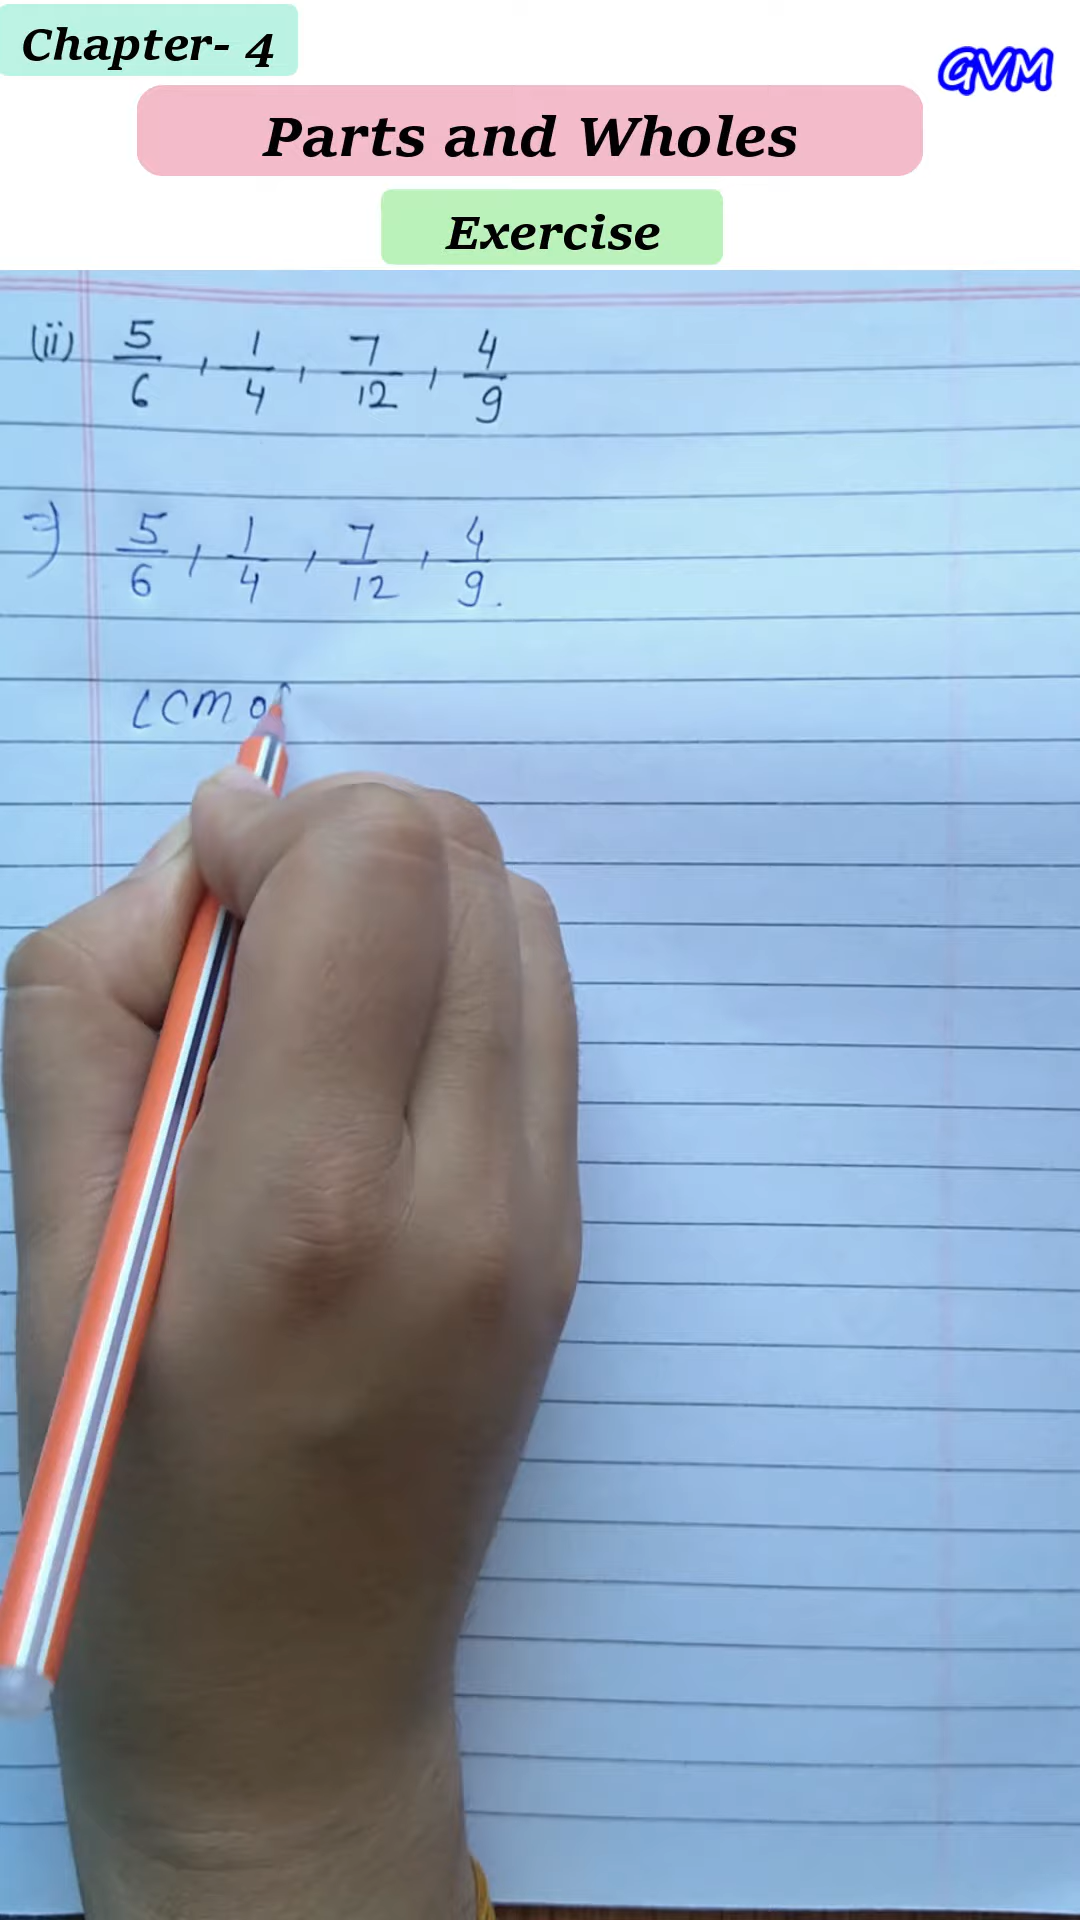 Chapter- 4
GVM
Parts and Wholes
Exercise
(ii) 5/6 , 1/4 , 7/12 , 4/9
=) 5/6 , 1/4 , 7/12 , 4/9.
LCM of